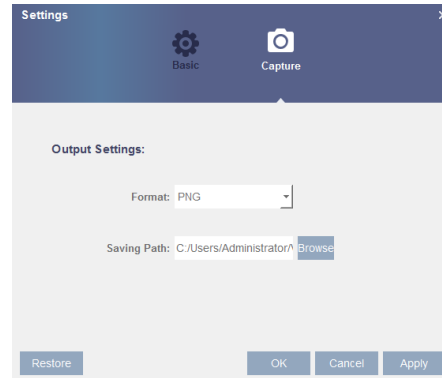 Settings
Basic
Capture
Output Settings:
Format: PNG
Saving Path: C:/Users/Administrator/ Browse
Restore OK Cancel Apply